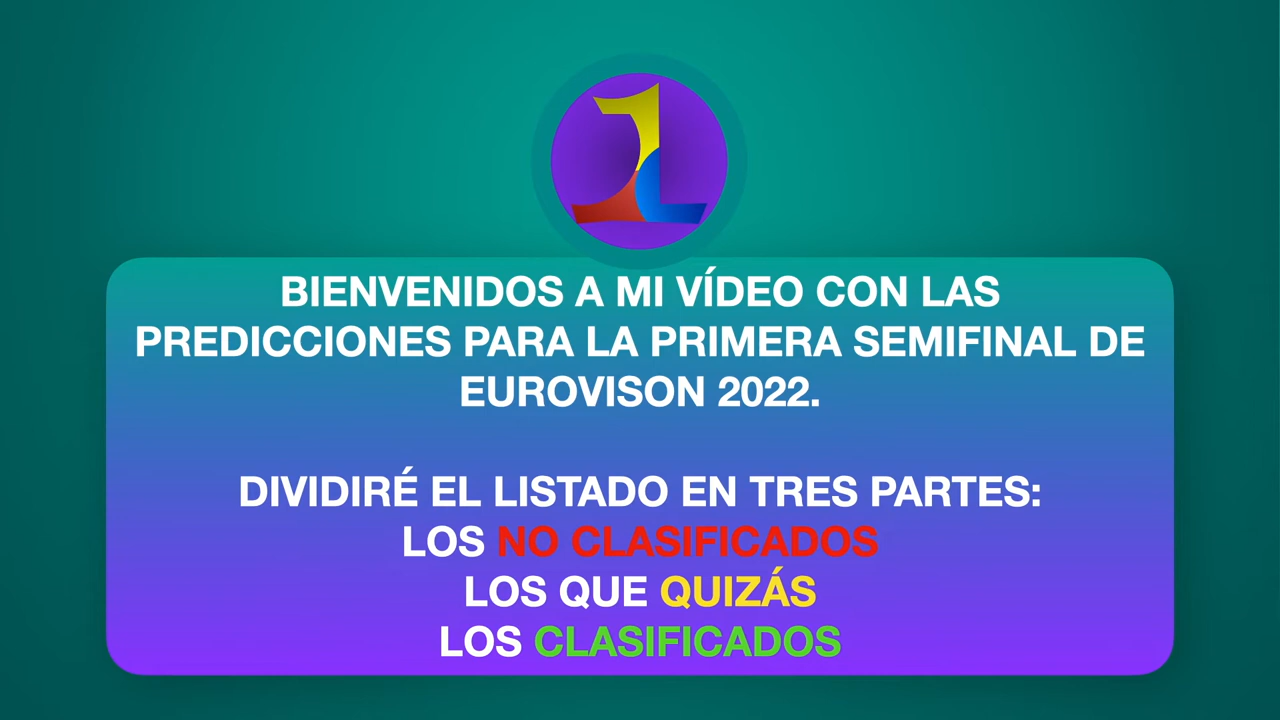 1
BIENVENIDOS A MI VÍDEO CON LAS
PREDICCIONES PARA LA PRIMERA SEMIFINAL DE
EUROVISON 2022.
DIVIDIRÉ EL LISTADO EN TRES PARTES:
LOS NO CLASIFICADOS
LOS QUE QUIZÁS
LOS CLASIFICADOS